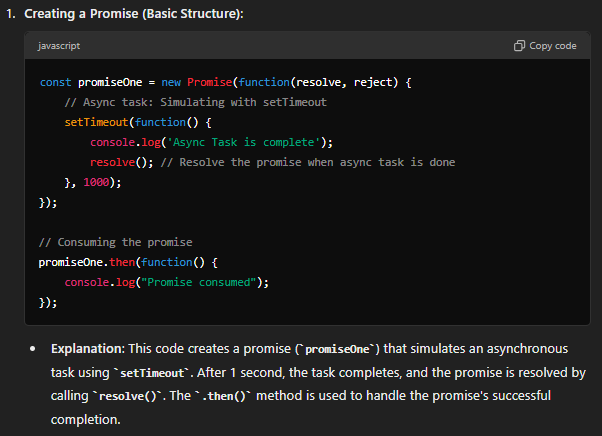 1. Creating a Promise (Basic Structure):
javascript
Copy code
const promiseOne = new Promise(function(resolve, reject) {
    // Async task: Simulating with setTimeout
    setTimeout(function() {
        console.log('Async Task is complete');
        resolve(); // Resolve the promise when async task is done
    }, 1000);
});

// Consuming the promise
promiseOne.then(function() {
    console.log("Promise consumed");
});
• Explanation: This code creates a promise (`promiseOne`) that simulates an asynchronous
task using `setTimeout`. After 1 second, the task completes, and the promise is resolved by
calling `resolve()`. The `.then()` method is used to handle the promise's successful
completion.